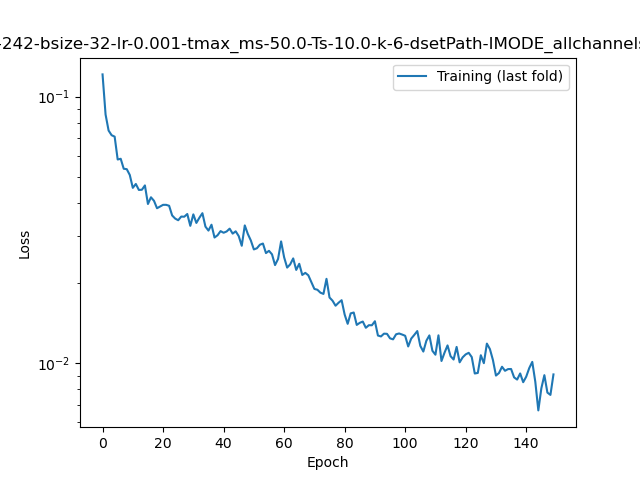 -242-bsize-32-lr-0.001-tmax_ms-50.0-Ts-10.0-k-6-dsetPath-IMODE_allchannels
Training (last fold)
Loss
10⁻¹
10⁻²
0 20 40 60 80 100 120 140
Epoch